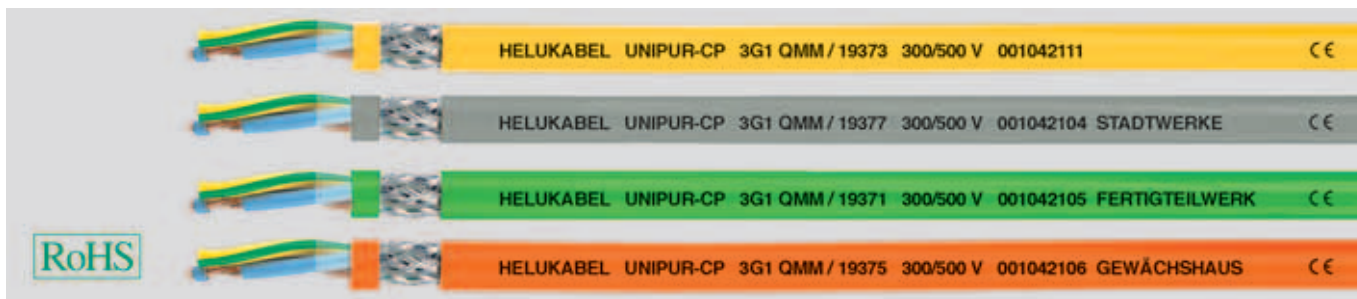 HELUKABEL UNIPUR-CP 3G1 QMM / 19373 300/500 V 001042111 CE
HELUKABEL UNIPUR-CP 3G1 QMM / 19377 300/500 V 001042104 STADTWERKE CE
HELUKABEL UNIPUR-CP 3G1 QMM / 19371 300/500 V 001042105 FERTIGTEILWERK CE
RoHS
HELUKABEL UNIPUR-CP 3G1 QMM / 19375 300/500 V 001042106 GEWÄCHSHAUS CE